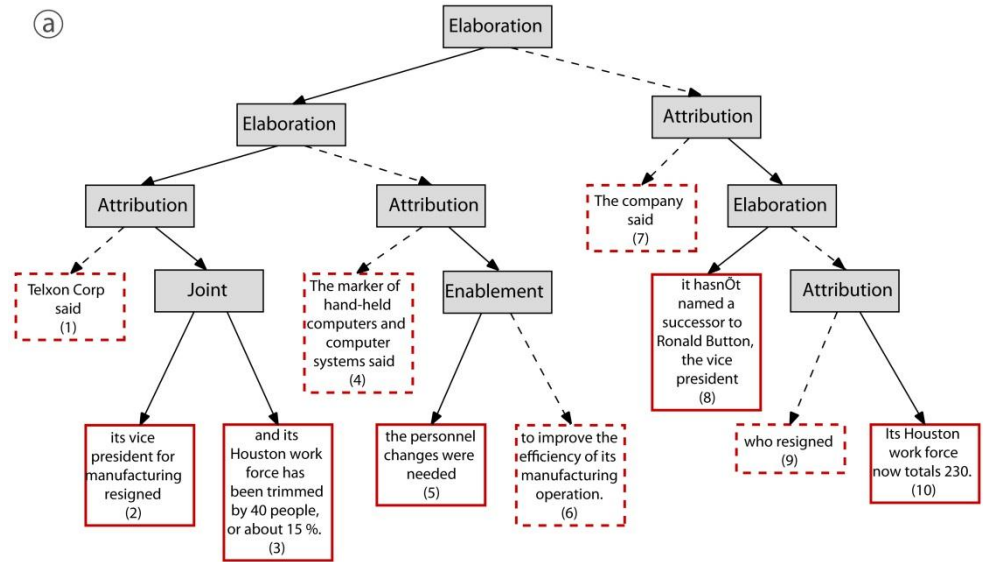 a
Elaboration
Elaboration
Attribution
Attribution
Attribution
The company
said
(7)
Elaboration
Telxon Corp
said
(1)
Joint
The marker of
hand-held
computers and
computer
systems said
(4)
Enablement
it hasnÕt
named a
successor to
Ronald Button,
the vice
president
(8)
Attribution
its vice
president for
manufacturing
resigned
(2)
and its
Houston work
force has
been trimmed
by 40 people,
or about 15 %.
(3)
the personnel
changes were
needed
(5)
to improve the
efficiency of its
manufacturing
operation.
(6)
who resigned
(9)
Its Houston
work force
now totals 230.
(10)